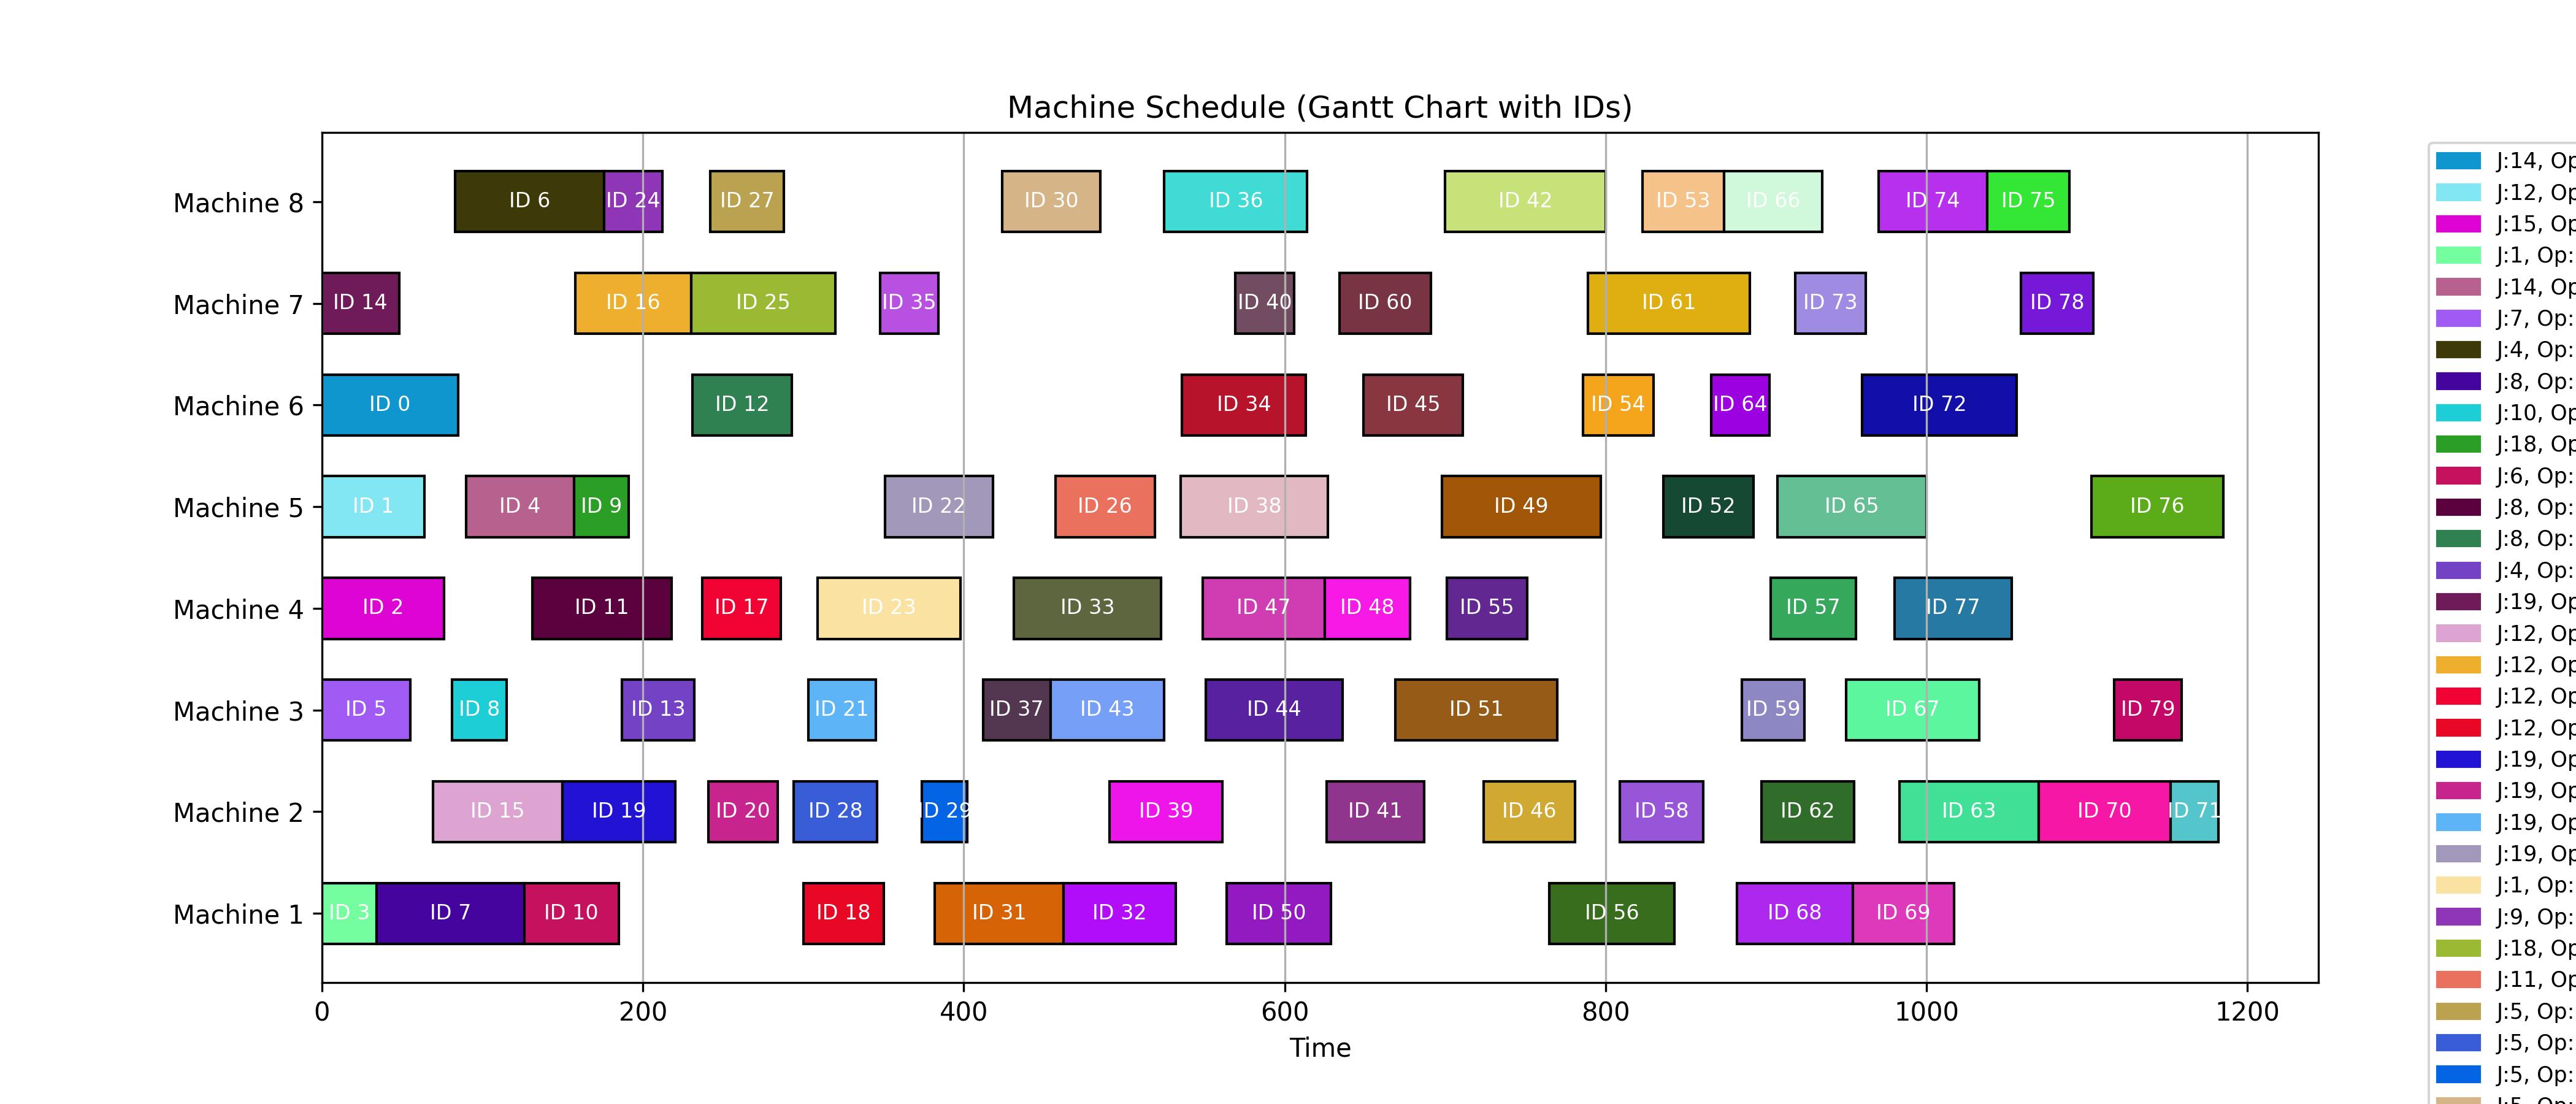 Machine Schedule (Gantt Chart with IDs)
Machine 8
ID 6
ID 24
ID 27
ID 30
ID 36
ID 42
ID 53
ID 66
ID 74
ID 75
Machine 7
ID 14
ID 16
ID 25
ID 35
ID 40
ID 60
ID 61
ID 73
ID 78
Machine 6
ID 0
ID 12
ID 34
ID 45
ID 54
ID 64
ID 72
Machine 5
ID 1
ID 4
ID 9
ID 22
ID 26
ID 38
ID 49
ID 52
ID 65
ID 76
Machine 4
ID 2
ID 11
ID 17
ID 23
ID 33
ID 47
ID 48
ID 55
ID 57
ID 77
Machine 3
ID 5
ID 8
ID 13
ID 21
ID 37
ID 43
ID 44
ID 51
ID 59
ID 67
ID 79
Machine 2
ID 15
ID 19
ID 20
ID 28
ID 29
ID 39
ID 41
ID 46
ID 58
ID 62
ID 63
ID 70
ID 71
Machine 1
ID 3
ID 7
ID 10
ID 18
ID 31
ID 32
ID 50
ID 56
ID 68
ID 69
0 200 400 600 800 1000 1200
Time
J:14, Op:
J:12, Op:
J:15, Op:
J:1, Op:
J:14, Op:
J:7, Op:
J:4, Op:
J:8, Op:
J:10, Op:
J:18, Op:
J:6, Op:
J:8, Op:
J:8, Op:
J:4, Op:
J:19, Op:
J:12, Op:
J:12, Op:
J:12, Op:
J:12, Op:
J:19, Op:
J:19, Op:
J:19, Op:
J:19, Op:
J:1, Op:
J:9, Op:
J:18, Op:
J:11, Op:
J:5, Op:
J:5, Op:
J:5, Op: